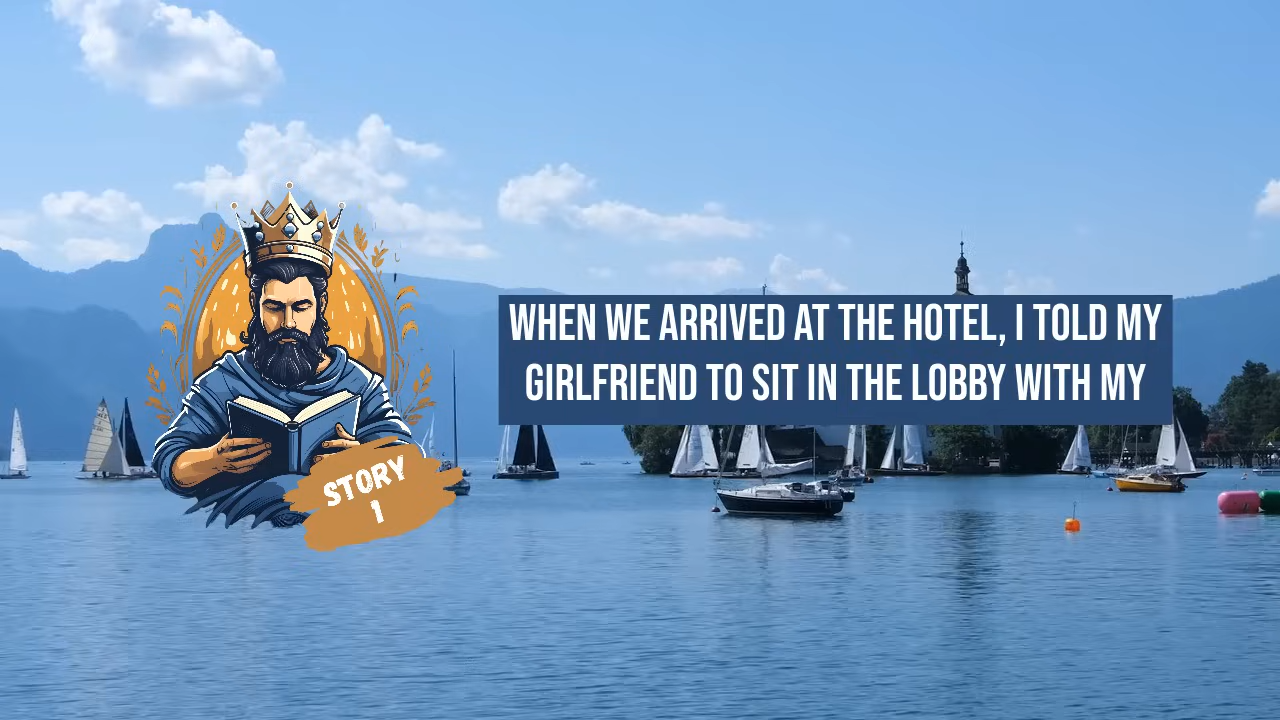 WHEN WE ARRIVED AT THE HOTEL, I TOLD MY
GIRLFRIEND TO SIT IN THE LOBBY WITH MY
STORY
1